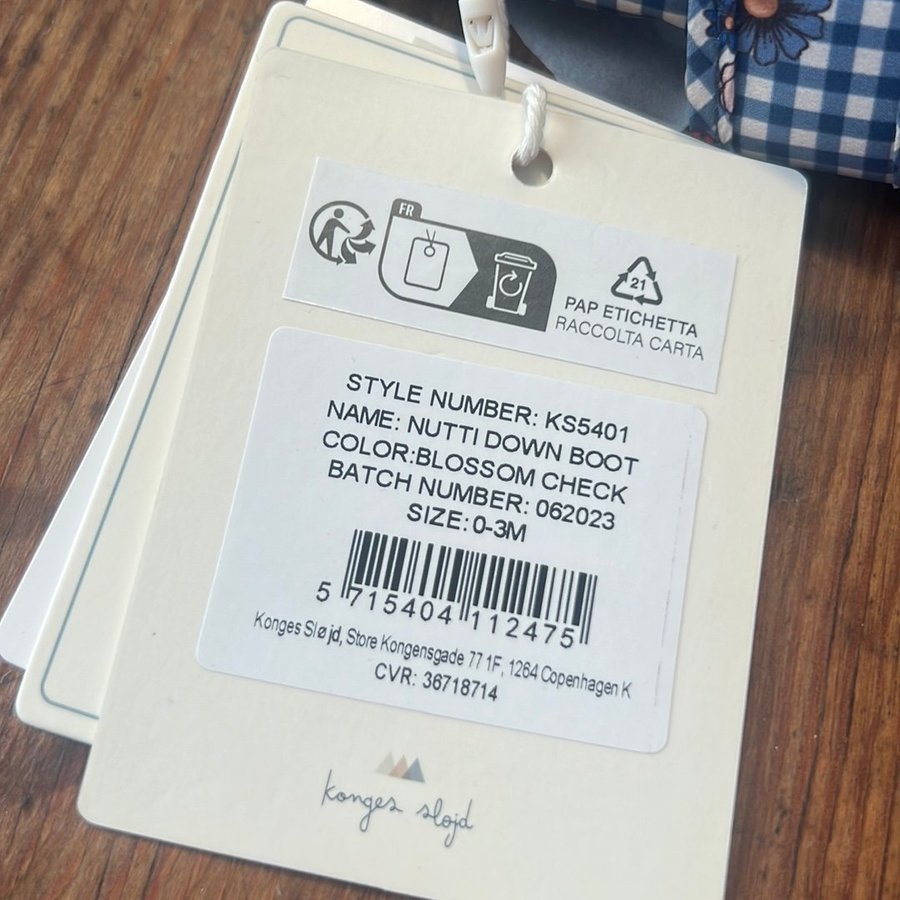 FR
21
PAP ETICHETTA
RACCOLTA CARTA
STYLE NUMBER: KS5401
NAME: NUTTI DOWN BOOT
COLOR:BLOSSOM CHECK
BATCH NUMBER: 062023
SIZE: 0-3M
5 715404 112475
Konges Sløjd, Store Kongensgade 77 1F, 1264 Copenhagen K
CVR: 36718714
konges sløjd